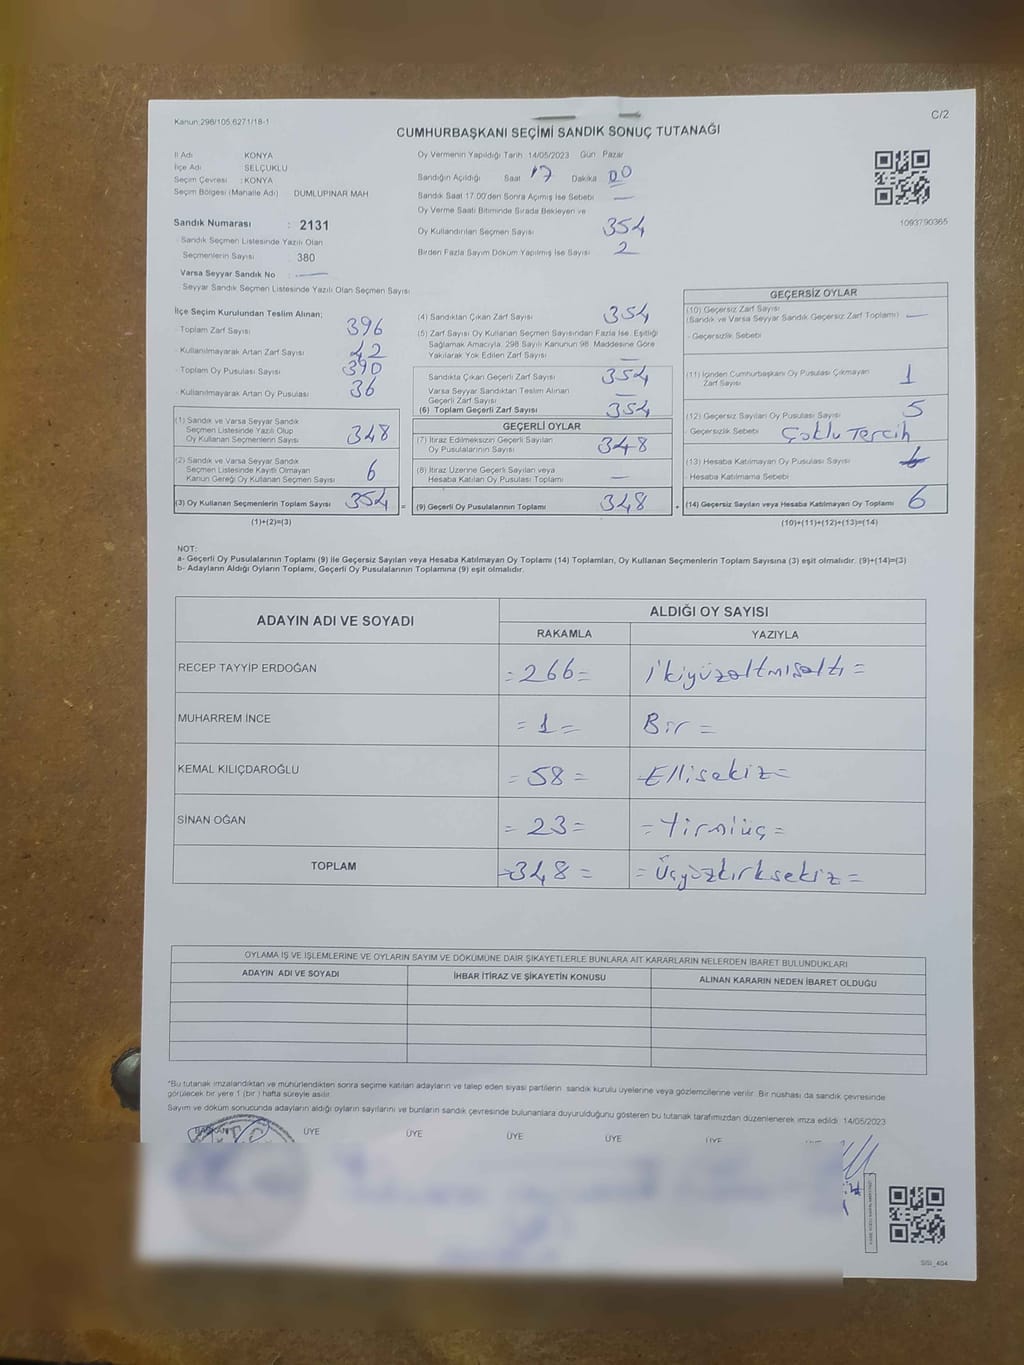 Kanun:298/105.6271/18-1
C/2
CUMHURBAŞKANI SEÇİMİ SANDIK SONUÇ TUTANAĞI
İl Adı KONYA
İlçe Adı SELÇUKLU
Seçim Çevresi : KONYA
Seçim Bölgesi (Mahalle Adı) DUMLUPINAR MAH
Sandık Numarası : 2131
Sandık Seçmen Listesinde Yazılı Olan
Seçmenlerin Sayısı 380
Varsa Seyyar Sandık No : —
Seyyar Sandık Seçmen Listesinde Yazılı Olan Seçmen Sayısı
Oy Vermenin Yapıldığı Tarih 14/05/2023 Gün Pazar
Sandığın Açıldığı Saat 17 Dakika 00
Sandık Saat 17.00'den Sonra Açılmış İse Sebebi —
Oy Verme Saati Bitiminde Sırada Bekleyen ve
Oy Kullandırılan Seçmen Sayısı 354
Birden Fazla Sayım Döküm Yapılmış İse Sayısı 2
1093790365
İlçe Seçim Kurulundan Teslim Alınan;
Toplam Zarf Sayısı 396
Kullanılmayarak Artan Zarf Sayısı 42
Toplam Oy Pusulası Sayısı 390
Kullanılmayarak Artan Oy Pusulası 36
(1) Sandık ve Varsa Seyyar Sandık
Seçmen Listesinde Yazılı Olup
Oy Kullanan Seçmenlerin Sayısı 348
(2) Sandık ve Varsa Seyyar Sandık
Seçmen Listesinde Kayıtlı Olmayan
Kanun Gereği Oy Kullanan Seçmen Sayısı 6
(3) Oy Kullanan Seçmenlerin Toplam Sayısı 354
(1)+(2)=(3)
(4) Sandıktan Çıkan Zarf Sayısı 354
(5) Zarf Sayısı Oy Kullanan Seçmen Sayısından Fazla İse, Eşitliği
Sağlamak Amacıyla, 298 Sayılı Kanunun 98. Maddesine Göre
Yakılarak Yok Edilen Zarf Sayısı —
Sandıkta Çıkan Geçerli Zarf Sayısı 354
Varsa Seyyar Sandıktan Teslim Alınan
Geçerli Zarf Sayısı —
(6) Toplam Geçerli Zarf Sayısı 354
GEÇERLİ OYLAR
(7) İtiraz Edilmeksizin Geçerli Sayılan
Oy Pusulalarının Sayısı 348
(8) İtiraz Üzerine Geçerli Sayılan veya
Hesaba Katılan Oy Pusulası Toplamı —
= (9) Geçerli Oy Pusulalarının Toplamı 348 +
GEÇERSİZ OYLAR
(10) Geçersiz Zarf Sayısı
(Sandık ve Varsa Seyyar Sandık Geçersiz Zarf Toplamı) —
- Geçersizlik Sebebi
(11) İçinden Cumhurbaşkanı Oy Pusulası Çıkmayan
Zarf Sayısı 1
(12) Geçersiz Sayılan Oy Pusulası Sayısı 5
- Geçersizlik Sebebi Çoklu Tercih
(13) Hesaba Katılmayan Oy Pusulası Sayısı
- Hesaba Katılmama Sebebi
(14) Geçersiz Sayılan veya Hesaba Katılmayan Oy Toplamı 6
(10)+(11)+(12)+(13)=(14)
NOT:
a- Geçerli Oy Pusulalarının Toplamı (9) ile Geçersiz Sayılan veya Hesaba Katılmayan Oy Toplamı (14) Toplamları, Oy Kullanan Seçmenlerin Toplam Sayısına (3) eşit olmalıdır. (9)+(14)=(3)
b- Adayların Aldığı Oyların Toplamı, Geçerli Oy Pusulalarının Toplamına (9) eşit olmalıdır.
ADAYIN ADI VE SOYADI ALDIĞI OY SAYISI
RAKAMLA YAZIYLA
RECEP TAYYİP ERDOĞAN =266= İkiyüzaltmışaltı=
MUHARREM İNCE =1= Bir=
KEMAL KILIÇDAROĞLU =58= Ellisekiz=
SİNAN OĞAN =23= =Yirmiüç=
TOPLAM =348= =Üçyüzkırksekiz=
OYLAMA İŞ VE İŞLEMLERİNE VE OYLARIN SAYIM VE DÖKÜMÜNE DAİR ŞİKAYETLERLE BUNLARA AİT KARARLARIN NELERDEN İBARET BULUNDUKLARI
ADAYIN ADI VE SOYADI İHBAR İTİRAZ VE ŞİKAYETİN KONUSU ALINAN KARARIN NEDEN İBARET OLDUĞU
*Bu tutanak imzalandıktan ve mühürlendikten sonra seçime katılan adayların ve talep eden siyasi partilerin sandık kurulu üyelerine veya gözlemcilerine verilir. Bir nüshası da sandık çevresinde
görülecek bir yere 1 (bir) hafta süreyle asılır.
Sayım ve döküm sonucunda adayların aldığı oyların sayılarını ve bunların sandık çevresinde bulunanlara duyurulduğunu gösteren bu tutanak tarafımızdan düzenlenerek imza edildi. 14/05/2023
BAŞKAN ÜYE ÜYE ÜYE ÜYE ÜYE
SİSİ_404